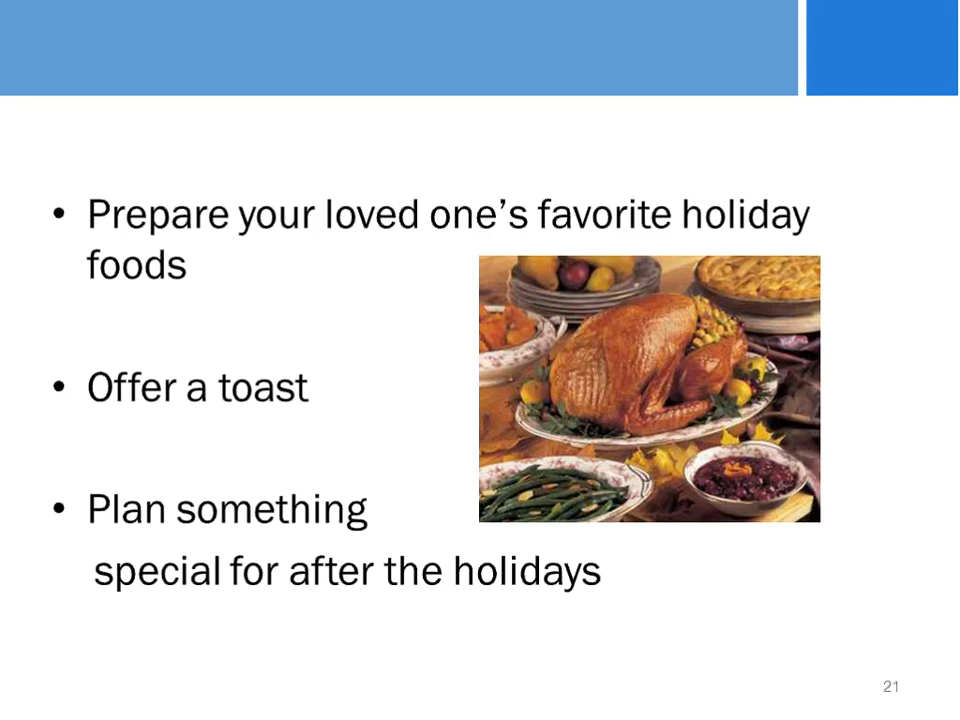 • Prepare your loved one’s favorite holiday
foods
• Offer a toast
• Plan something
special for after the holidays
21